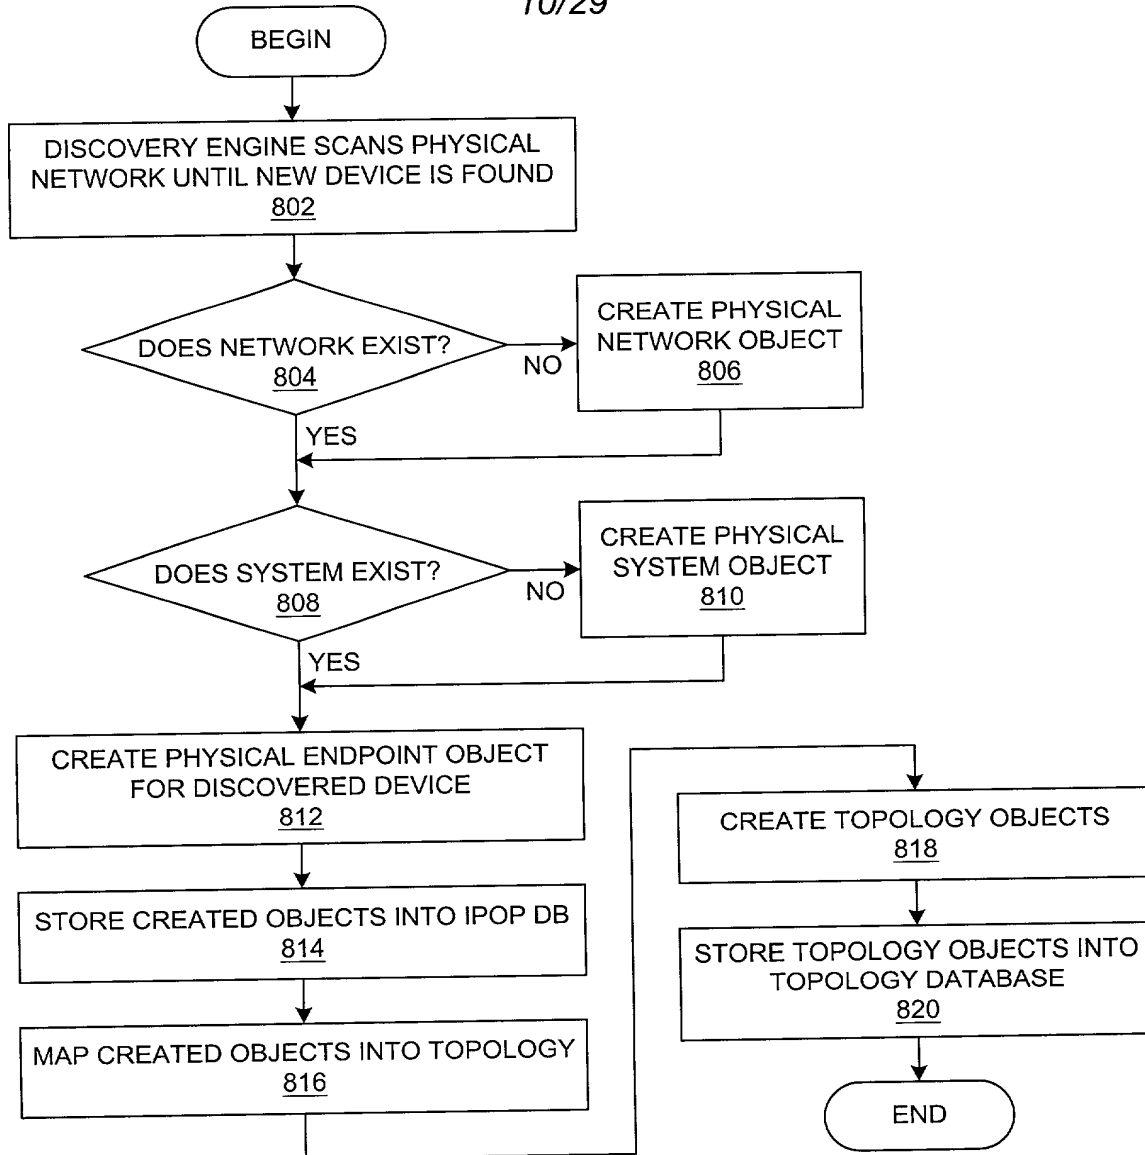 10/29
BEGIN
DISCOVERY ENGINE SCANS PHYSICAL
NETWORK UNTIL NEW DEVICE IS FOUND
802
DOES NETWORK EXIST?
804
NO
CREATE PHYSICAL
NETWORK OBJECT
806
YES
DOES SYSTEM EXIST?
808
NO
CREATE PHYSICAL
SYSTEM OBJECT
810
YES
CREATE PHYSICAL ENDPOINT OBJECT
FOR DISCOVERED DEVICE
812
STORE CREATED OBJECTS INTO IPOP DB
814
MAP CREATED OBJECTS INTO TOPOLOGY
816
CREATE TOPOLOGY OBJECTS
818
STORE TOPOLOGY OBJECTS INTO
TOPOLOGY DATABASE
820
END